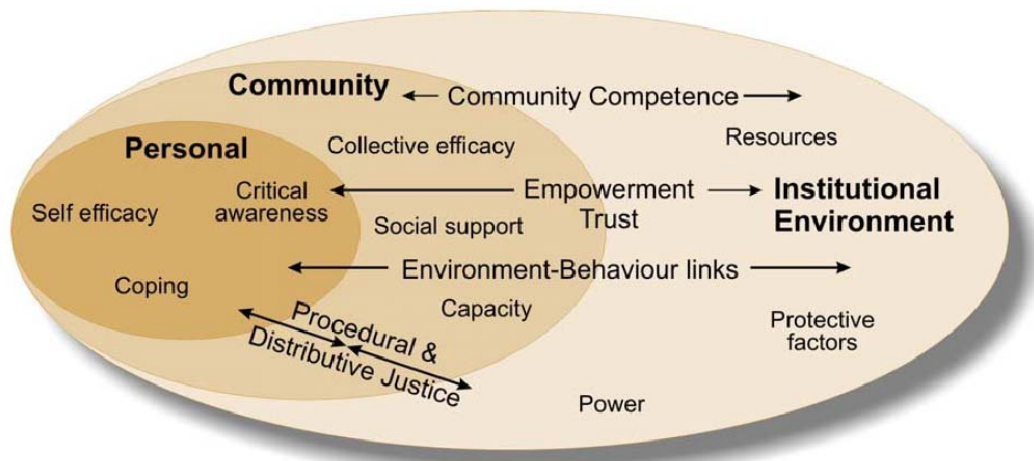 Community
Community Competence
Resources
Personal
Collective efficacy
Self efficacy
Critical
awareness
Empowerment
Trust
Institutional
Environment
Social support
Environment-Behaviour links
Coping
Capacity
Procedural &
Distributive Justice
Protective
factors
Power